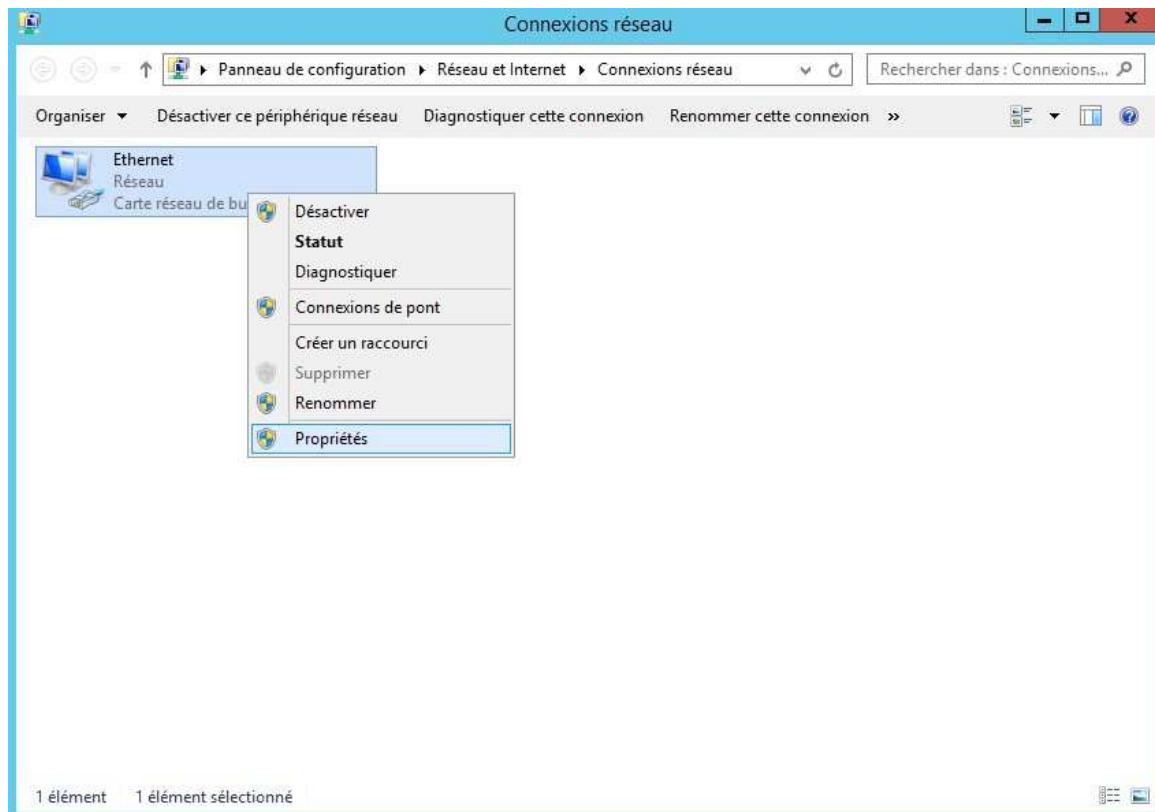 Connexions réseau
Panneau de configuration Réseau et Internet Connexions réseau
Rechercher dans : Connexions...
Organiser Désactiver ce périphérique réseau Diagnostiquer cette connexion Renommer cette connexion »
Ethernet
Réseau
Carte réseau de bu
Désactiver
Statut
Diagnostiquer
Connexions de pont
Créer un raccourci
Supprimer
Renommer
Propriétés
1 élément 1 élément sélectionné